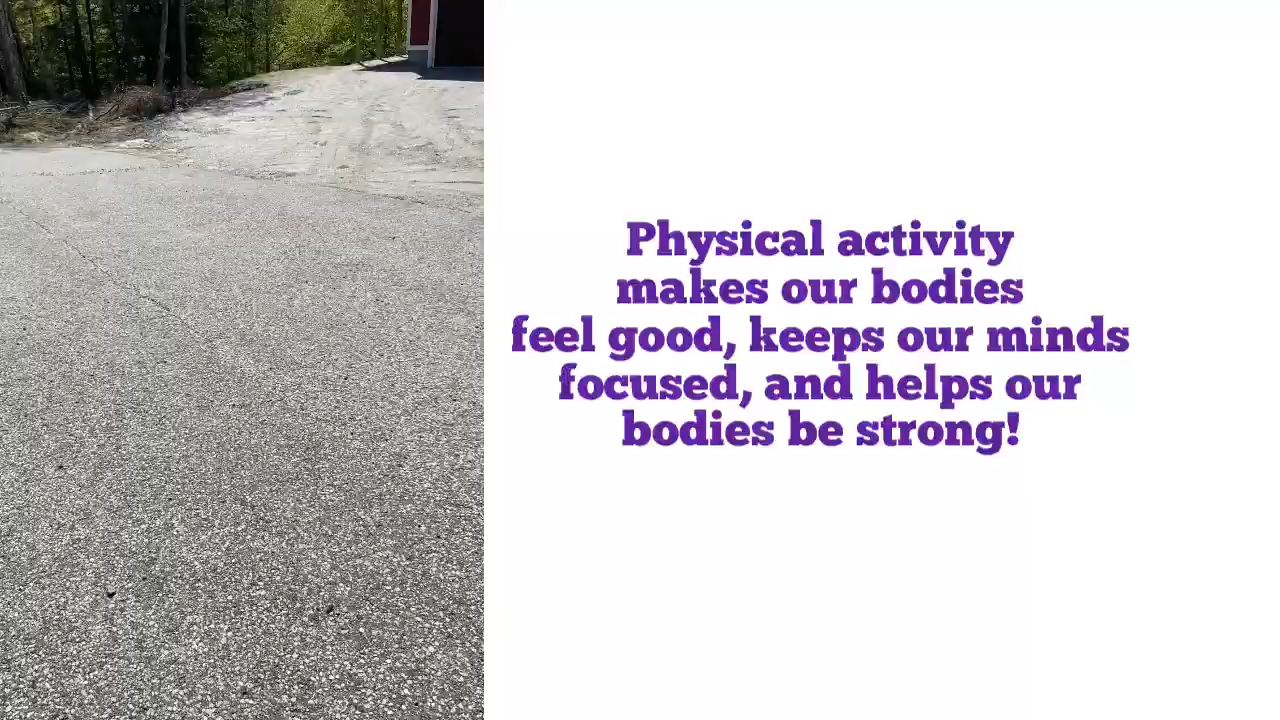 Physical activity
makes our bodies
feel good, keeps our minds
focused, and helps our
bodies be strong!